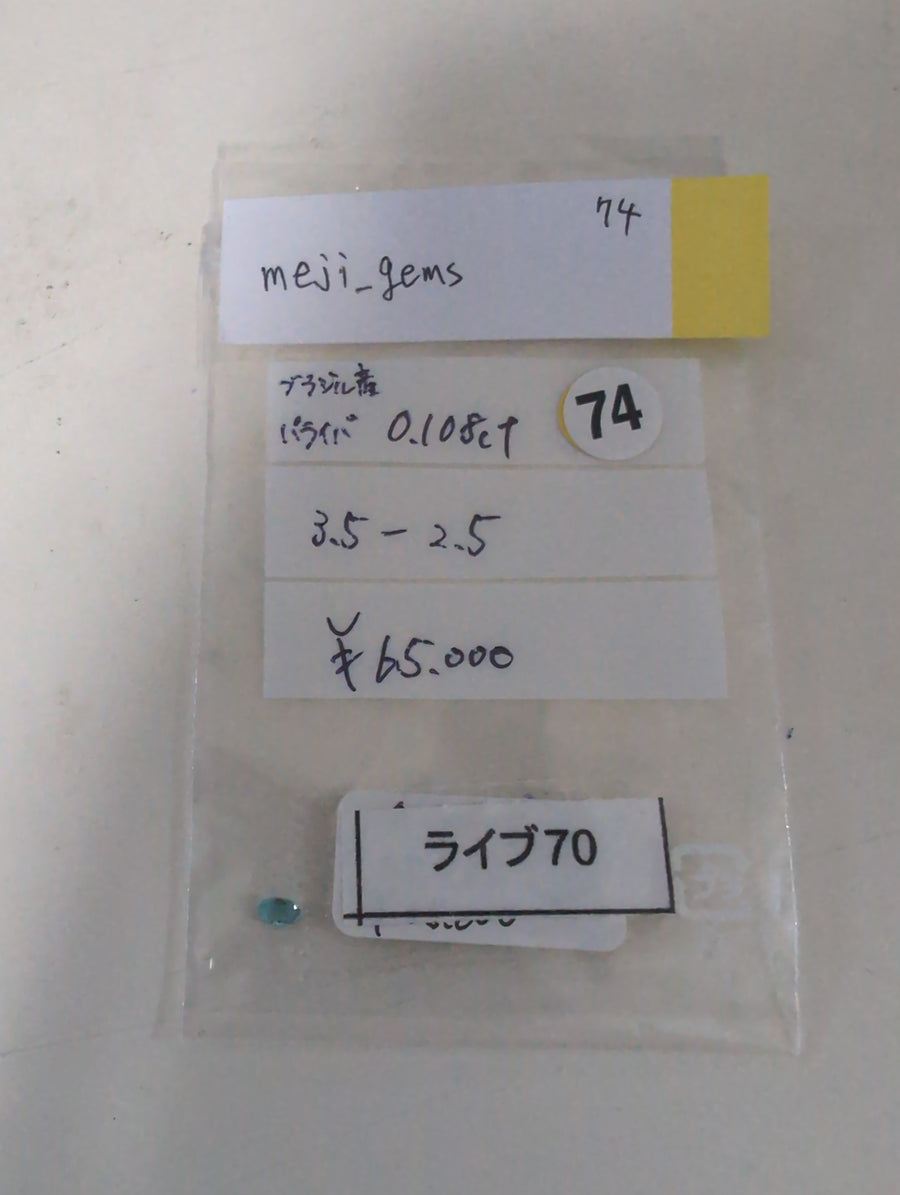 74
meji_gems
ブラジル産
パライバ 0.108ct
74
3.5 - 2.5
¥65.000
ライブ70